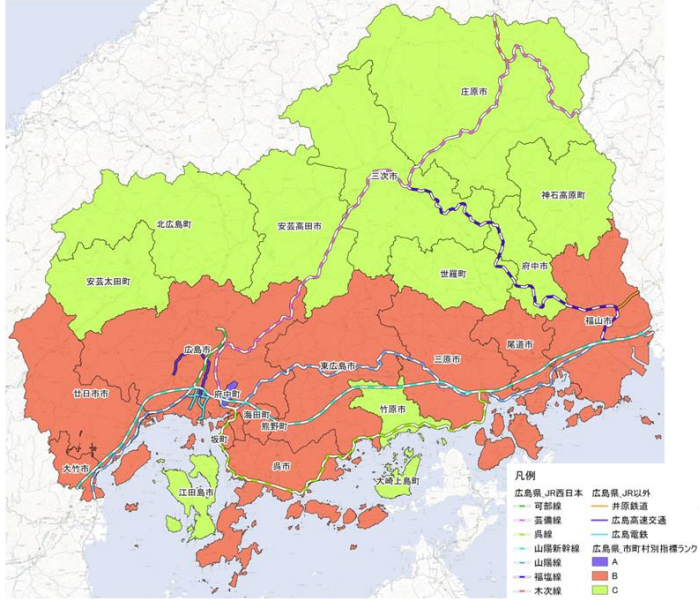 庄原市
三次市
神石高原町
北広島町
安芸高田市
安芸太田町
世羅町
府中市
福山市
広島市
尾道市
三原市
東広島市
廿日市市
府中町
海田町
熊野町
竹原市
坂町
呉市
大竹市
江田島市
大崎上島町
凡例
広島県_JR西日本
可部線
芸備線
呉線
山陽新幹線
山陽線
福塩線
木次線
広島県_JR以外
井原鉄道
広島高速交通
広島電鉄
広島県_市町村別指標ランク
A
B
C